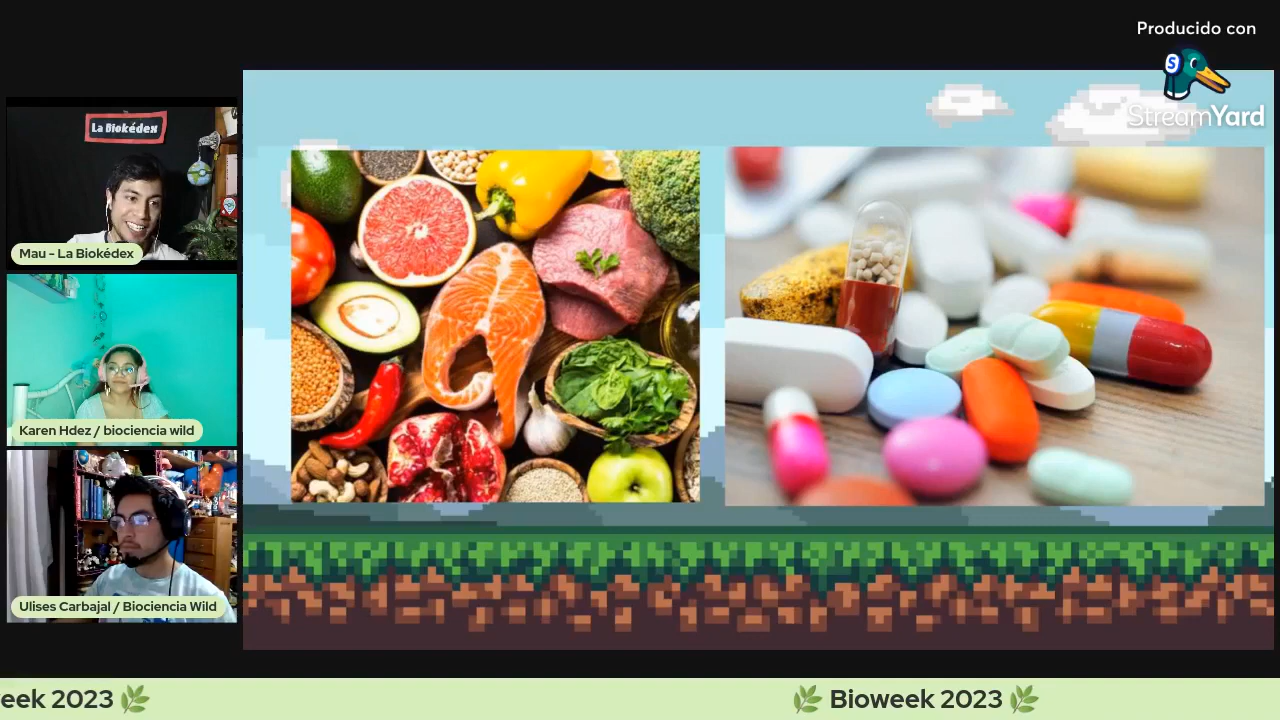 Producido con
StreamYard
La Biokédex
Mau - La Biokédex
Karen Hdez / biociencia wild
Ulises Carbajal / Biociencia Wild
eek 2023 🌿
🌿 Bioweek 2023 🌿